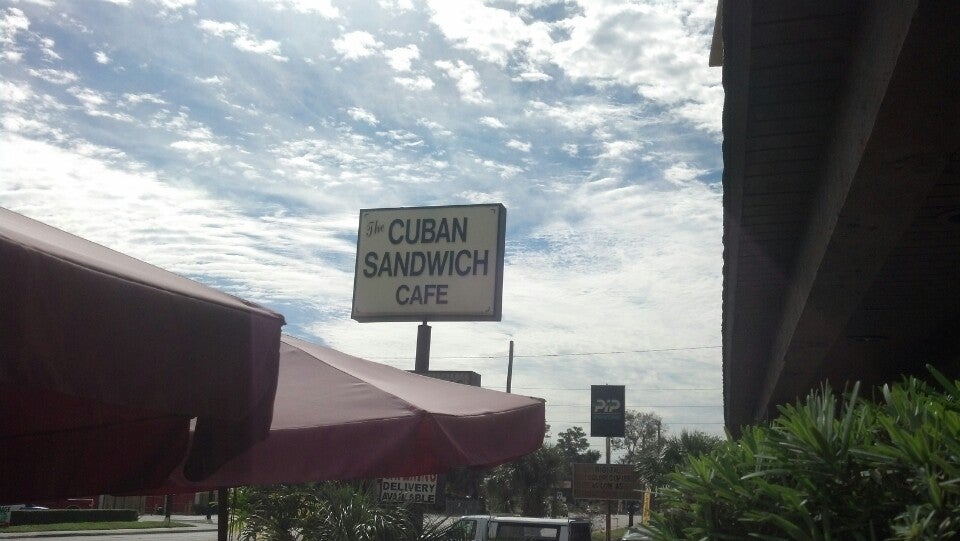 The CUBAN
SANDWICH
CAFE
PIP
DELIVERY
AVAILABLE